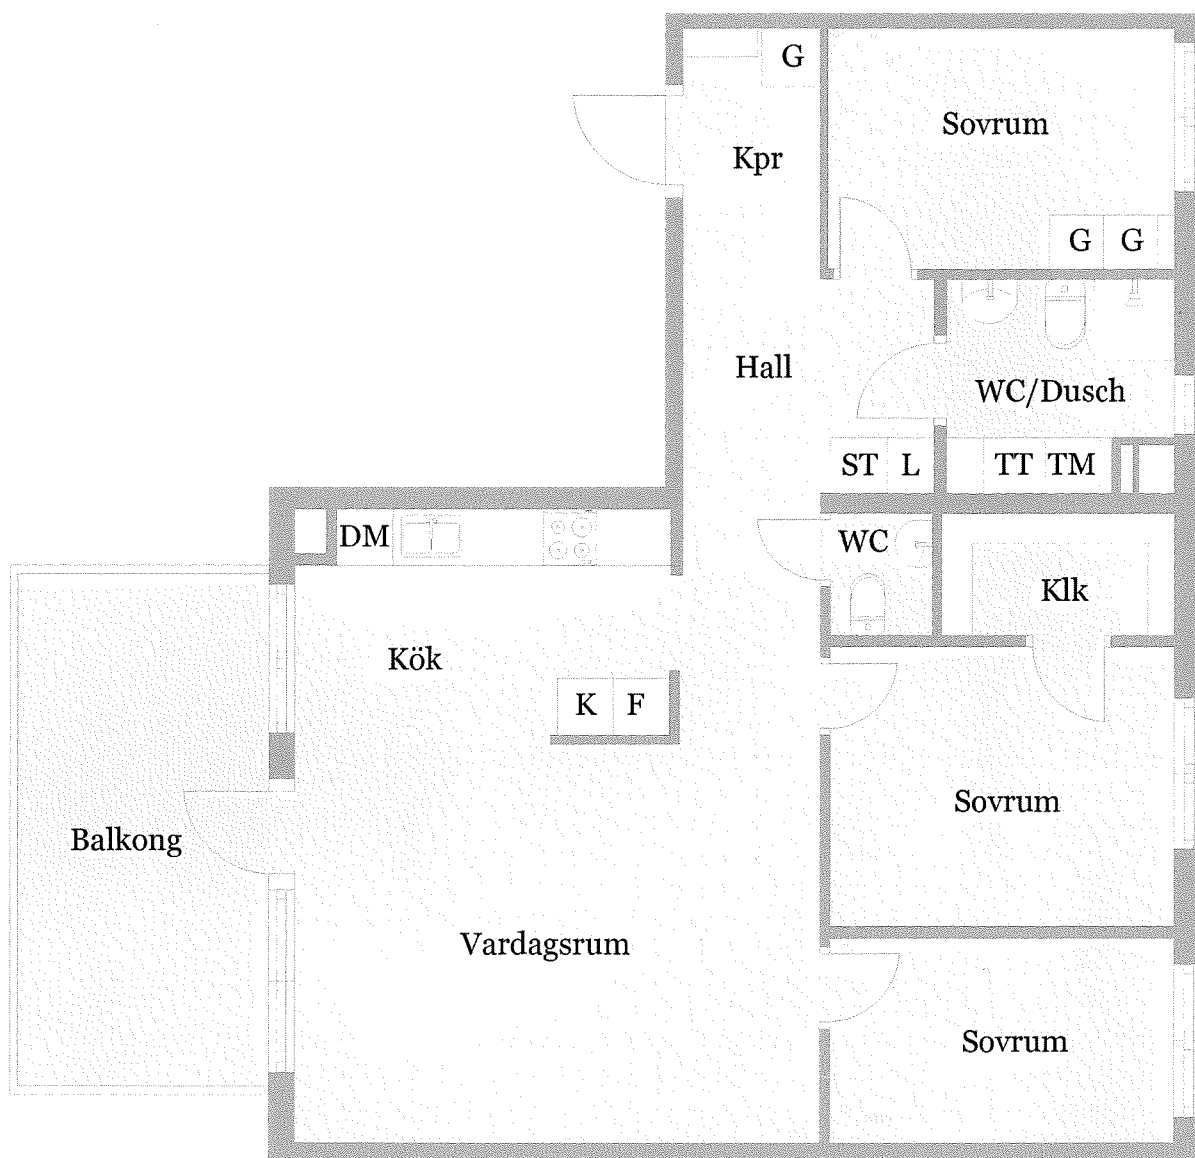 G
Sovrum
Kpr
G G
Hall
WC/Dusch
ST L
TT TM
DM
WC
Klk
Kök
K F
Sovrum
Balkong
Vardagsrum
Sovrum